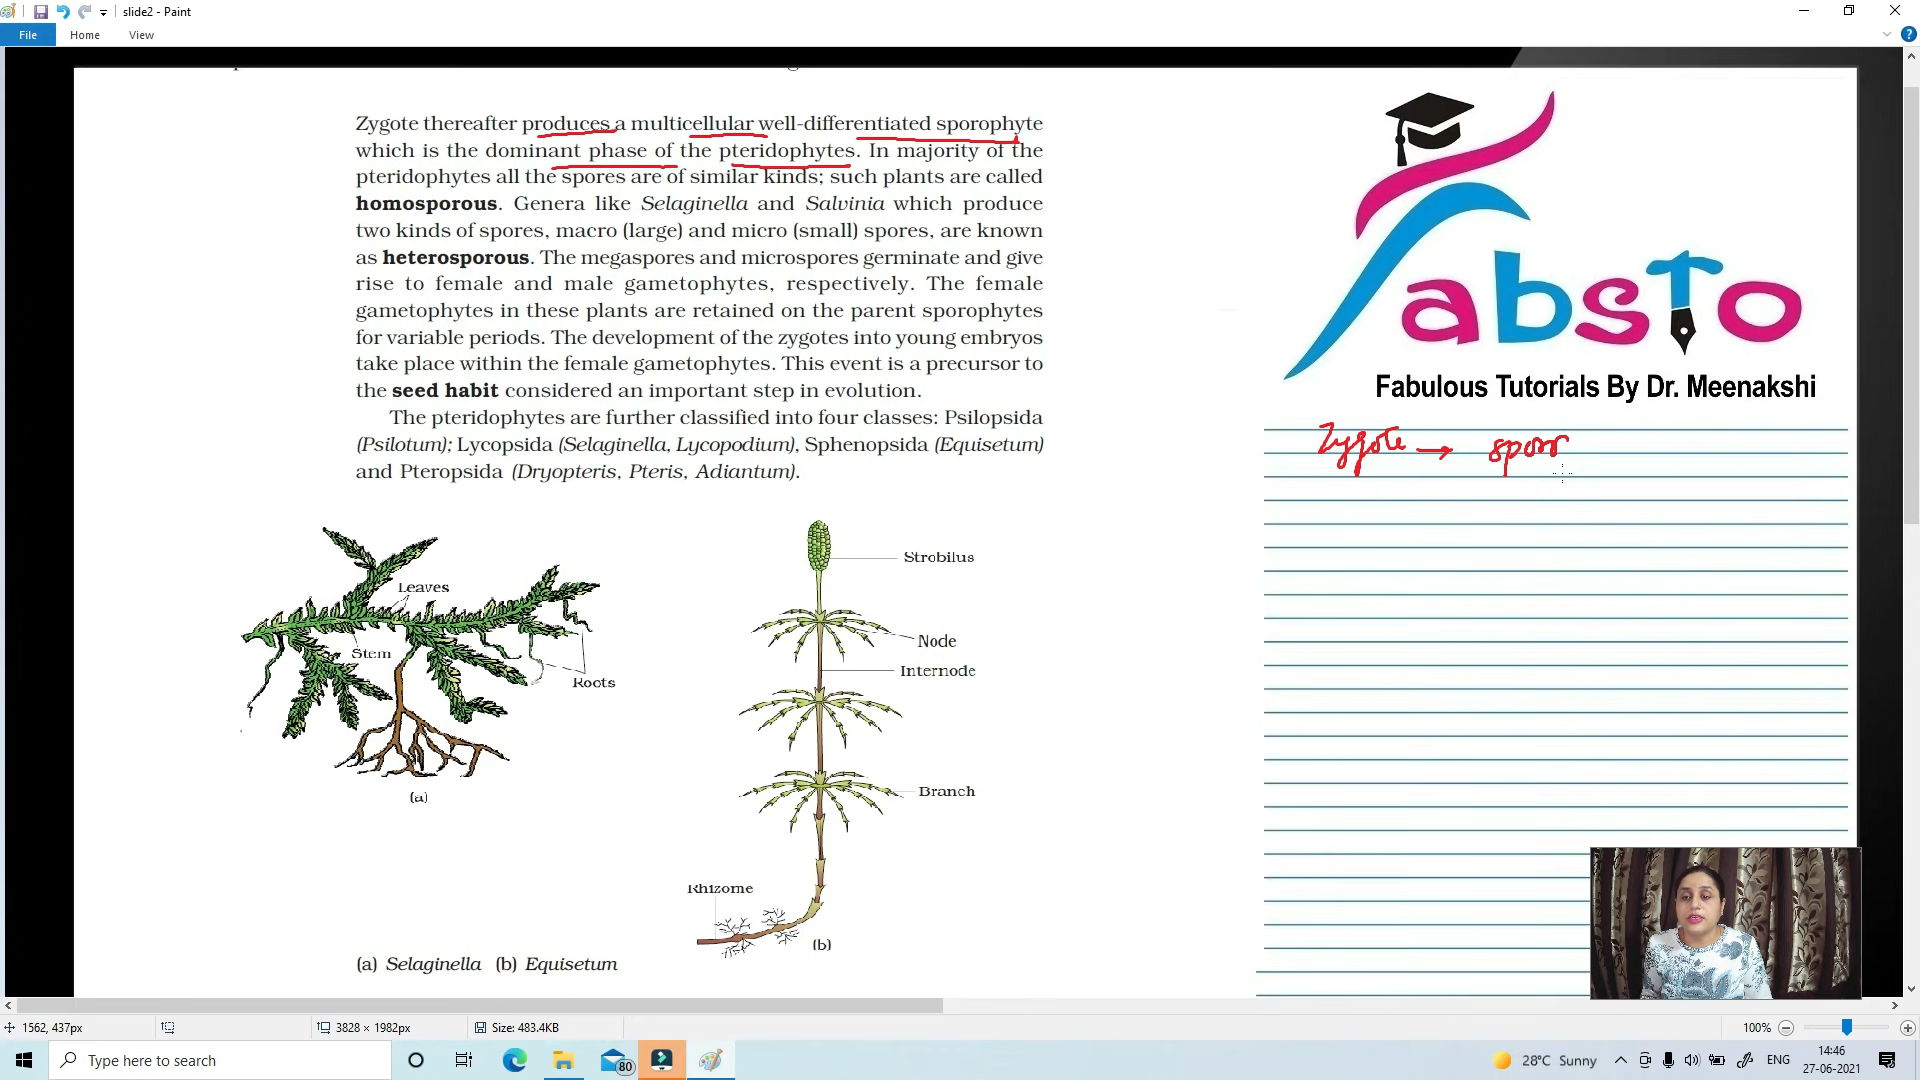 slide2 - Paint
File Home View
Zygote thereafter produces a multicellular well-differentiated sporophyte
which is the dominant phase of the pteridophytes. In majority of the
pteridophytes all the spores are of similar kinds; such plants are called
homosporous. Genera like Selaginella and Salvinia which produce
two kinds of spores, macro (large) and micro (small) spores, are known
as heterosporous. The megaspores and microspores germinate and give
rise to female and male gametophytes, respectively. The female
gametophytes in these plants are retained on the parent sporophytes
for variable periods. The development of the zygotes into young embryos
take place within the female gametophytes. This event is a precursor to
the seed habit considered an important step in evolution.
The pteridophytes are further classified into four classes: Psilopsida
(Psilotum); Lycopsida (Selaginella, Lycopodium), Sphenopsida (Equisetum)
and Pteropsida (Dryopteris, Pteris, Adiantum).
Leaves
Stem
Roots
(a)
Strobilus
Node
Internode
Branch
Rhizome
(b)
(a) Selaginella (b) Equisetum
Fabsto
Fabulous Tutorials By Dr. Meenakshi
Zygote → spor
1562, 437px 3828 × 1982px Size: 483.4KB 100%
Type here to search 80 28°C Sunny ENG 14:46
27-06-2021